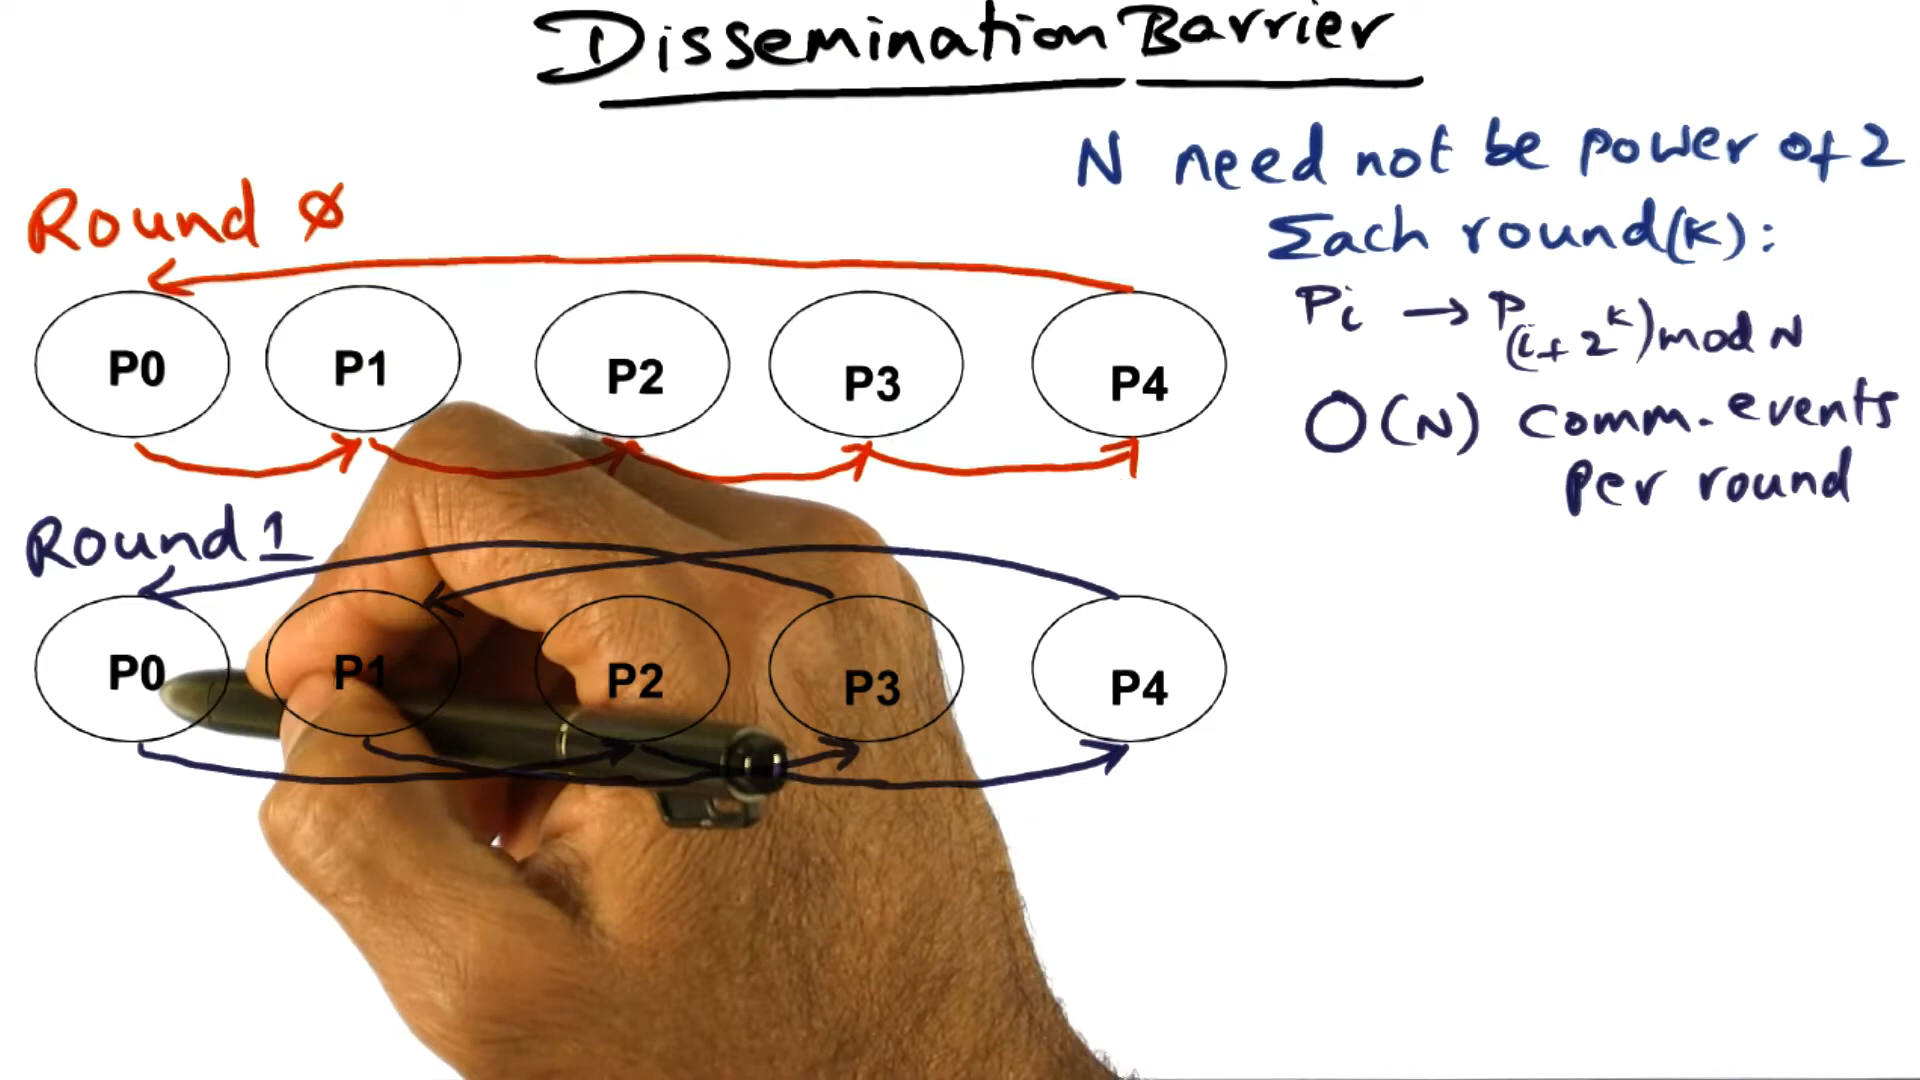 Dissemination Barrier
N need not be power of 2
Each round(k):
Pi → P(i+2^k) mod N
O(N) comm. events
per round
Round 0
P0 P1 P2 P3 P4
Round 1
P0 P1 P2 P3 P4